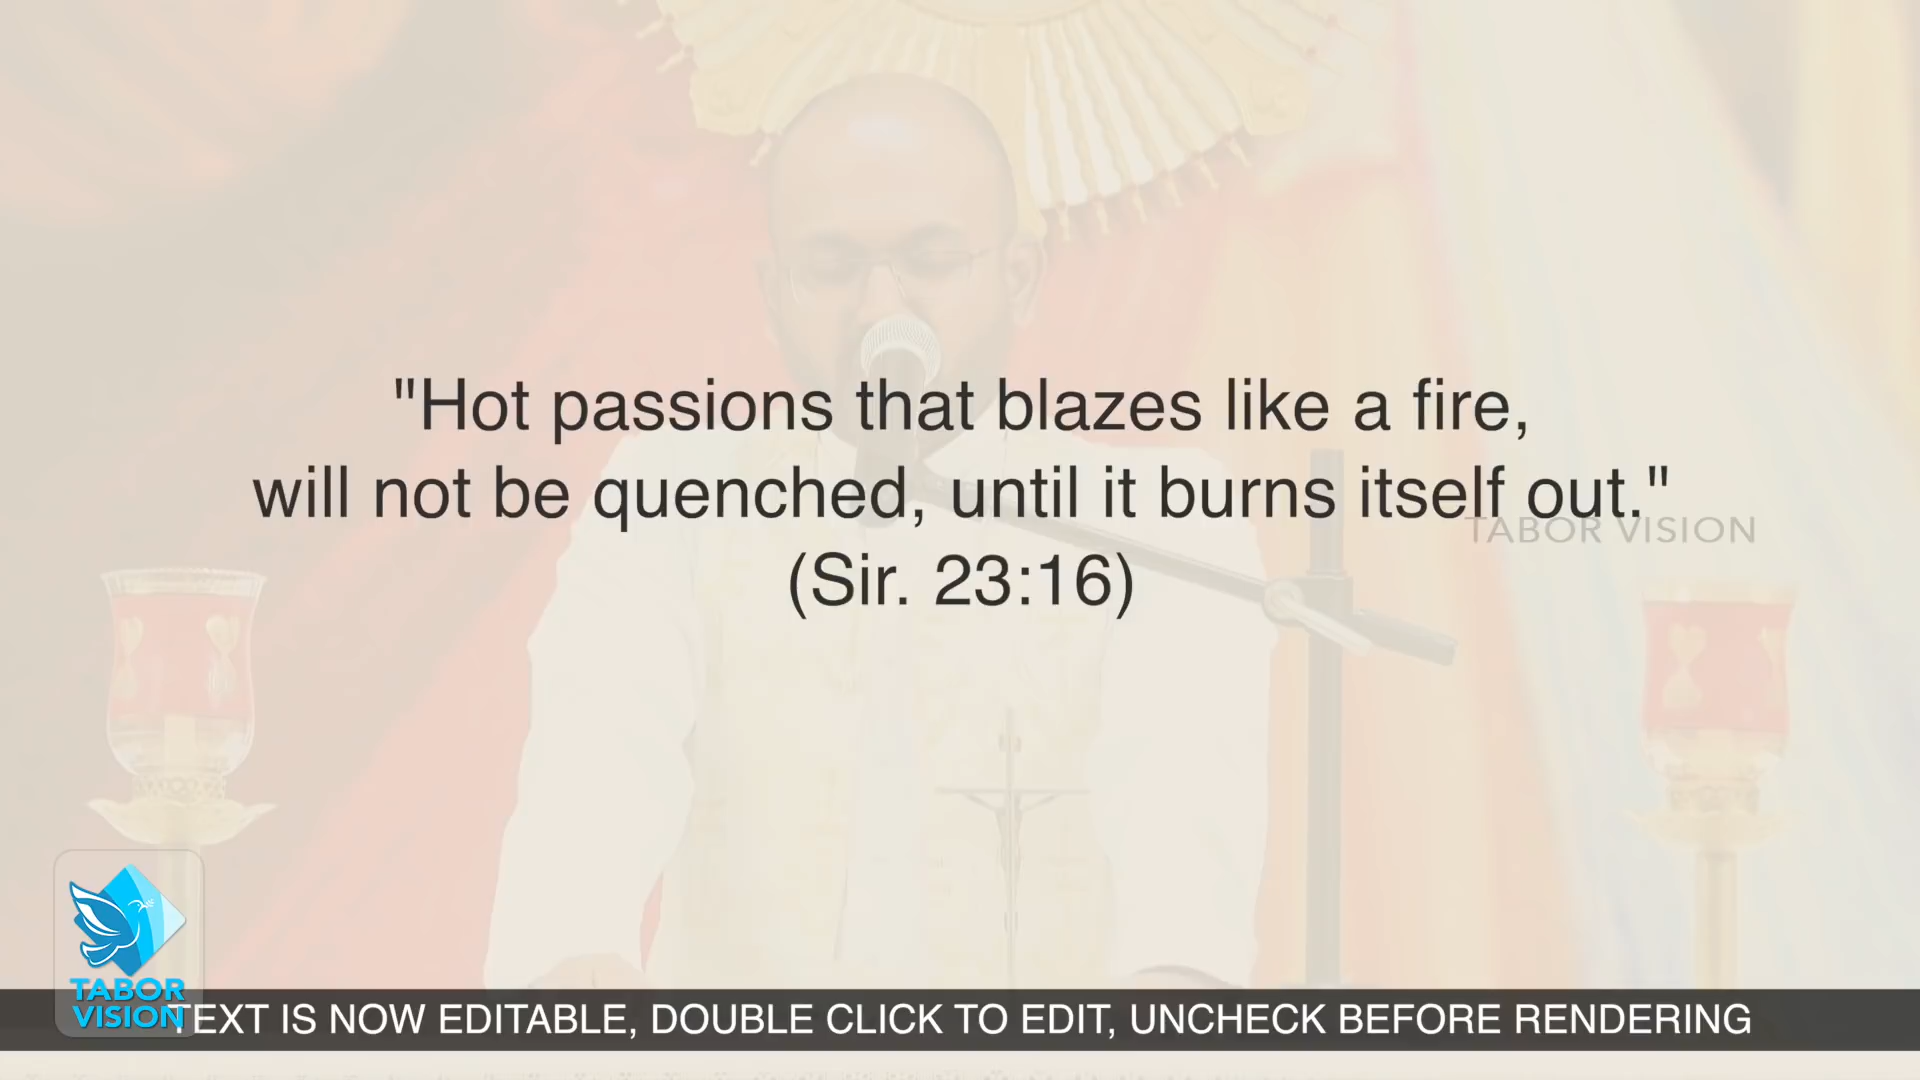 "Hot passions that blazes like a fire,
will not be quenched, until it burns itself out."
(Sir. 23:16)
TABOR VISION
TABOR
VISION
TEXT IS NOW EDITABLE, DOUBLE CLICK TO EDIT, UNCHECK BEFORE RENDERING